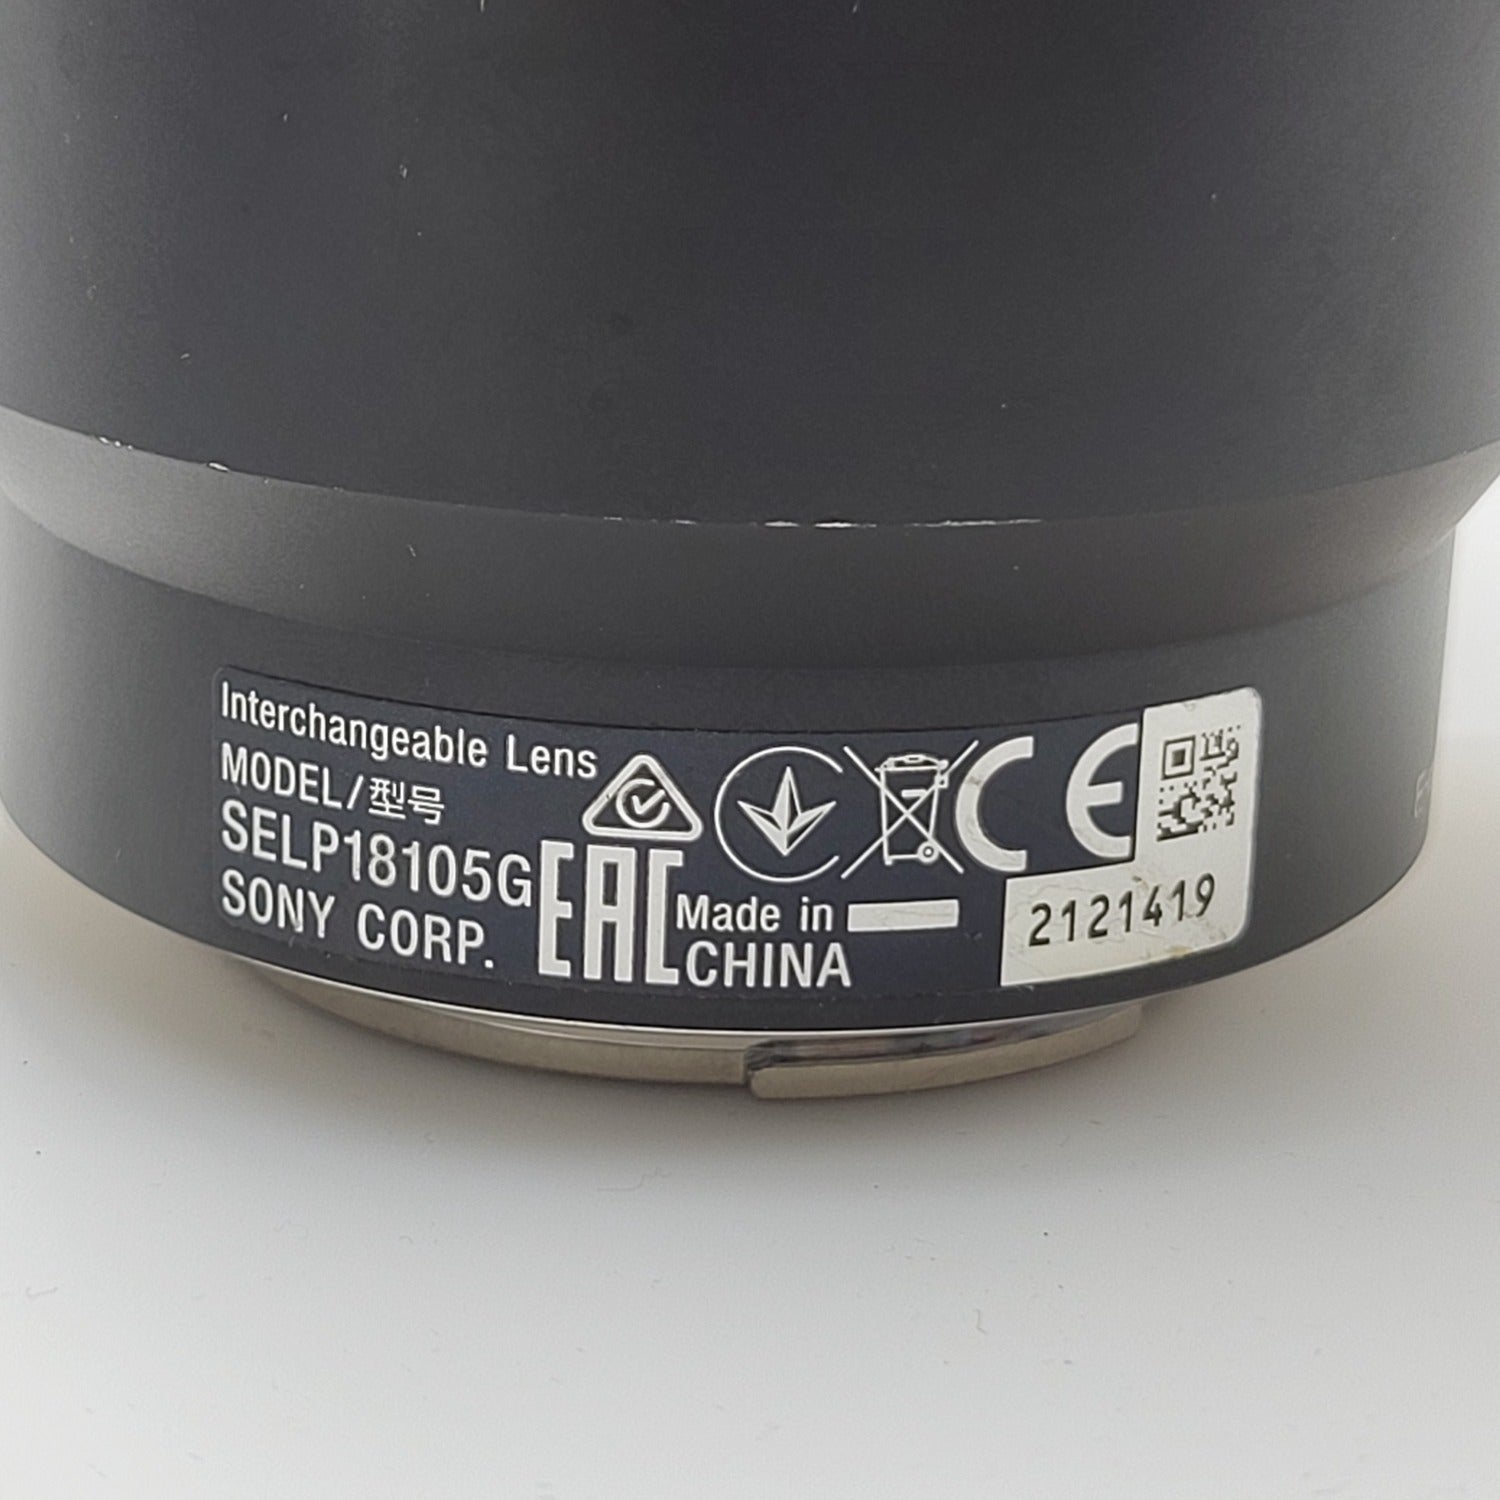 Interchangeable Lens
MODEL/型号
SELP18105G
SONY CORP.
EAC
Made in
CHINA
CE
2121419